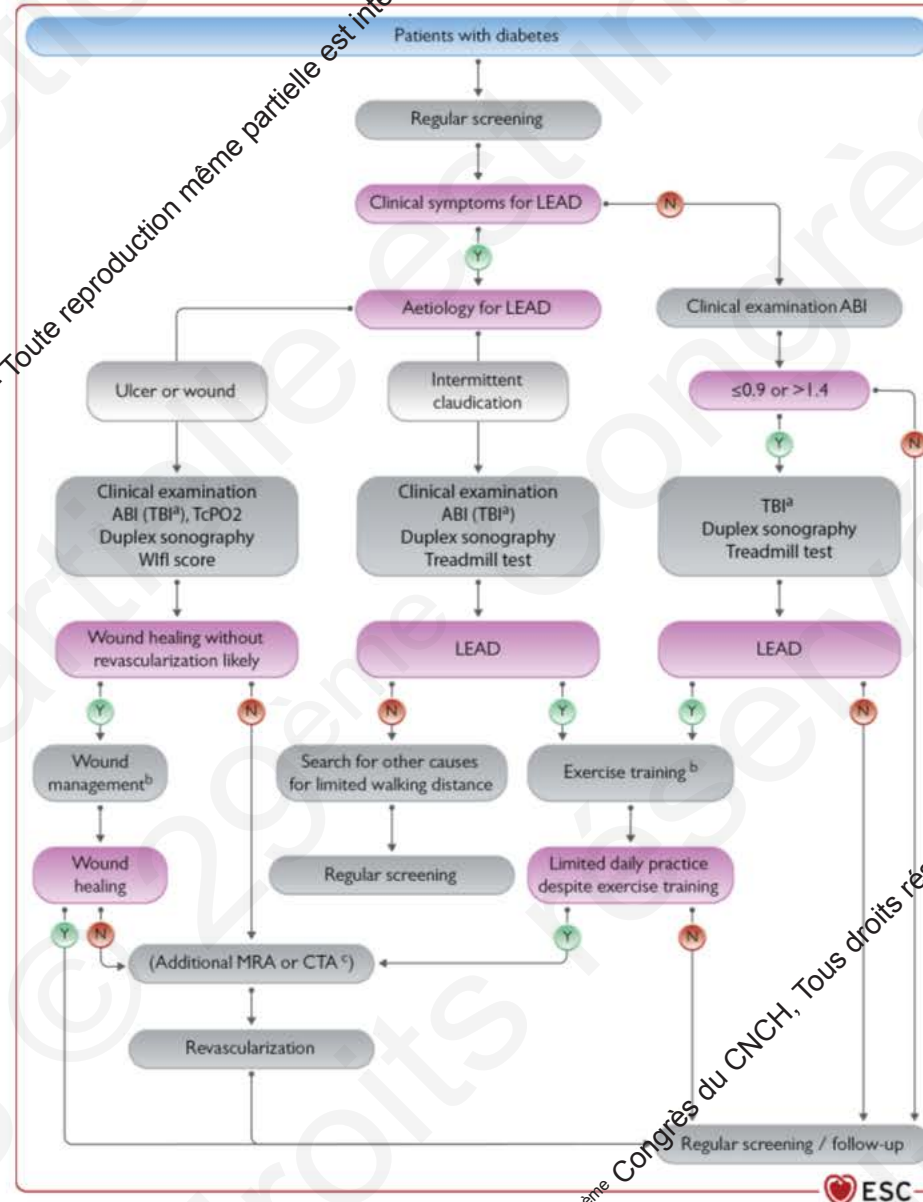 Patients with diabetes
Regular screening
Clinical symptoms for LEAD
N
Y
Aetiology for LEAD
Clinical examination ABI
Ulcer or wound
Intermittent
claudication
≤0.9 or >1.4
Y
N
Clinical examination
ABI (TBIᵃ), TcPO2
Duplex sonography
WIfI score
Clinical examination
ABI (TBIᵃ)
Duplex sonography
Treadmill test
TBIᵃ
Duplex sonography
Treadmill test
Wound healing without
revascularization likely
LEAD
LEAD
Y
N
N
Y
Y
N
Wound
managementᵇ
Search for other causes
for limited walking distance
Exercise training ᵇ
Wound
healing
Regular screening
Limited daily practice
despite exercise training
Y
N
Y
N
(Additional MRA or CTA ᶜ)
Revascularization
Regular screening / follow-up
ESC
Toute reproduction même partielle est
ème Congrès du CNCH, Tous droits